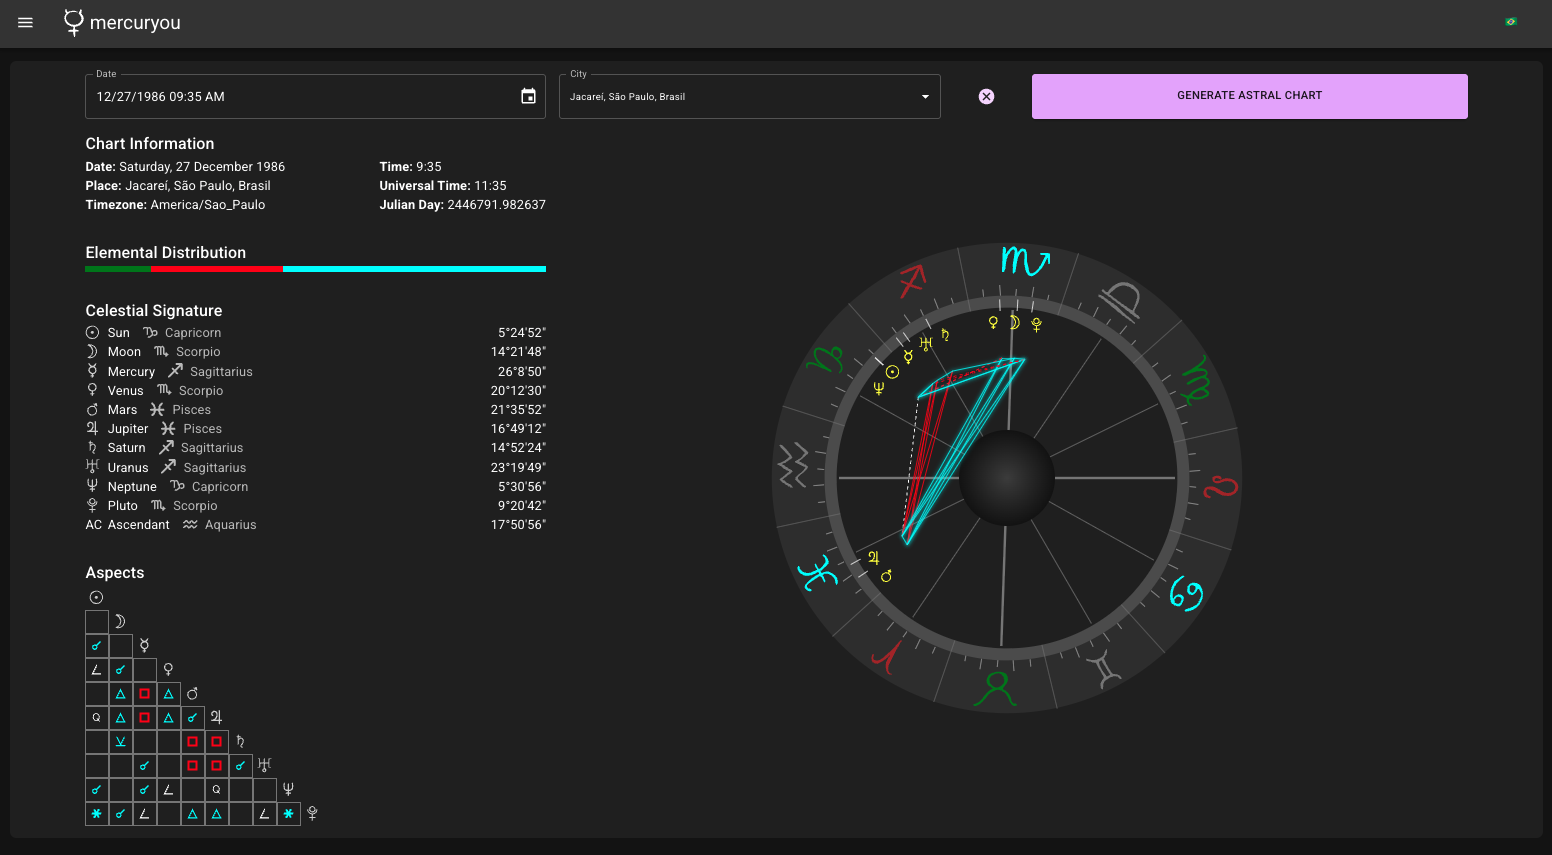 mercuryou
Date
12/27/1986 09:35 AM
City
Jacareí, São Paulo, Brasil
GENERATE ASTRAL CHART
Chart Information
Date: Saturday, 27 December 1986
Time: 9:35
Place: Jacareí, São Paulo, Brasil
Universal Time: 11:35
Timezone: America/Sao_Paulo
Julian Day: 2446791.982637
Elemental Distribution
Celestial Signature
☉ Sun ♑ Capricorn 5°24'52"
☽ Moon ♏ Scorpio 14°21'48"
☿ Mercury ♐ Sagittarius 26°8'50"
♀ Venus ♏ Scorpio 20°12'30"
♂ Mars ♓ Pisces 21°35'52"
♃ Jupiter ♓ Pisces 16°49'12"
♄ Saturn ♐ Sagittarius 14°52'24"
♅ Uranus ♐ Sagittarius 23°19'49"
♆ Neptune ♑ Capricorn 5°30'56"
Pluto ♏ Scorpio 9°20'42"
AC Ascendant ♒ Aquarius 17°50'56"
Aspects
Q
Q